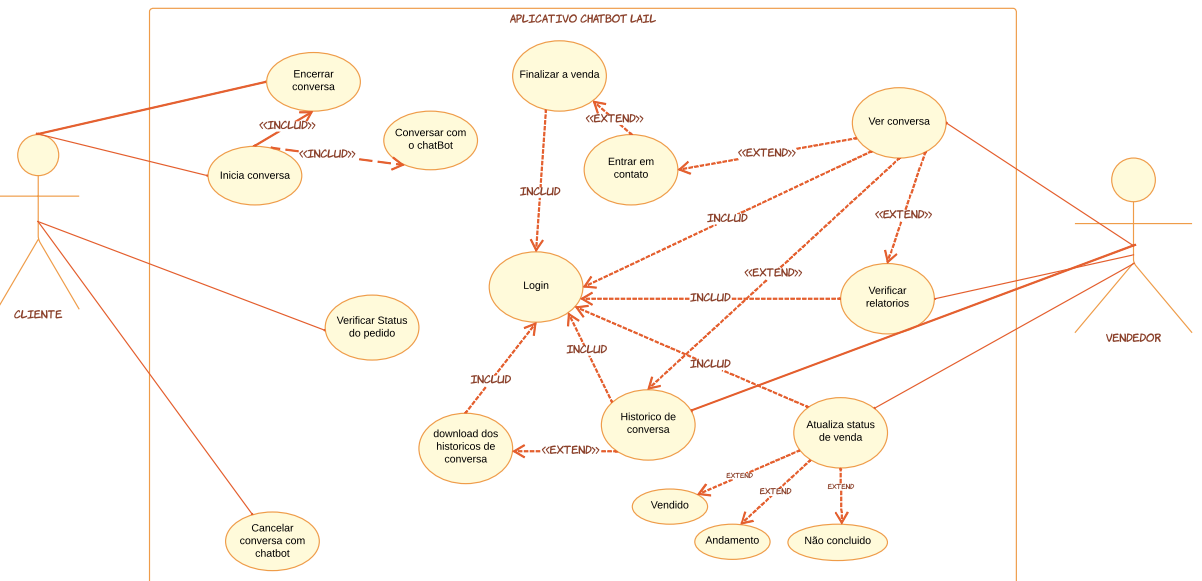 APLICATIVO CHATBOT LAIL
Encerrar
conversa
Finalizar a venda
<<INCLUD>>
<<EXTEND>>
Ver conversa
Conversar com
o chatBot
<<INCLUD>>
<<EXTEND>>
Entrar em
contato
Inicia conversa
INCLUD
INCLUD
<<EXTEND>>
<<EXTEND>>
Login
Verificar
relatorios
INCLUD
CLIENTE
Verificar Status
do pedido
VENDEDOR
INCLUD
INCLUD
INCLUD
Historico de
conversa
Atualiza status
de venda
download dos
historicos de
conversa
<<EXTEND>>
EXTEND
EXTEND
EXTEND
Vendido
Cancelar
conversa com
chatbot
Andamento
Não concluido